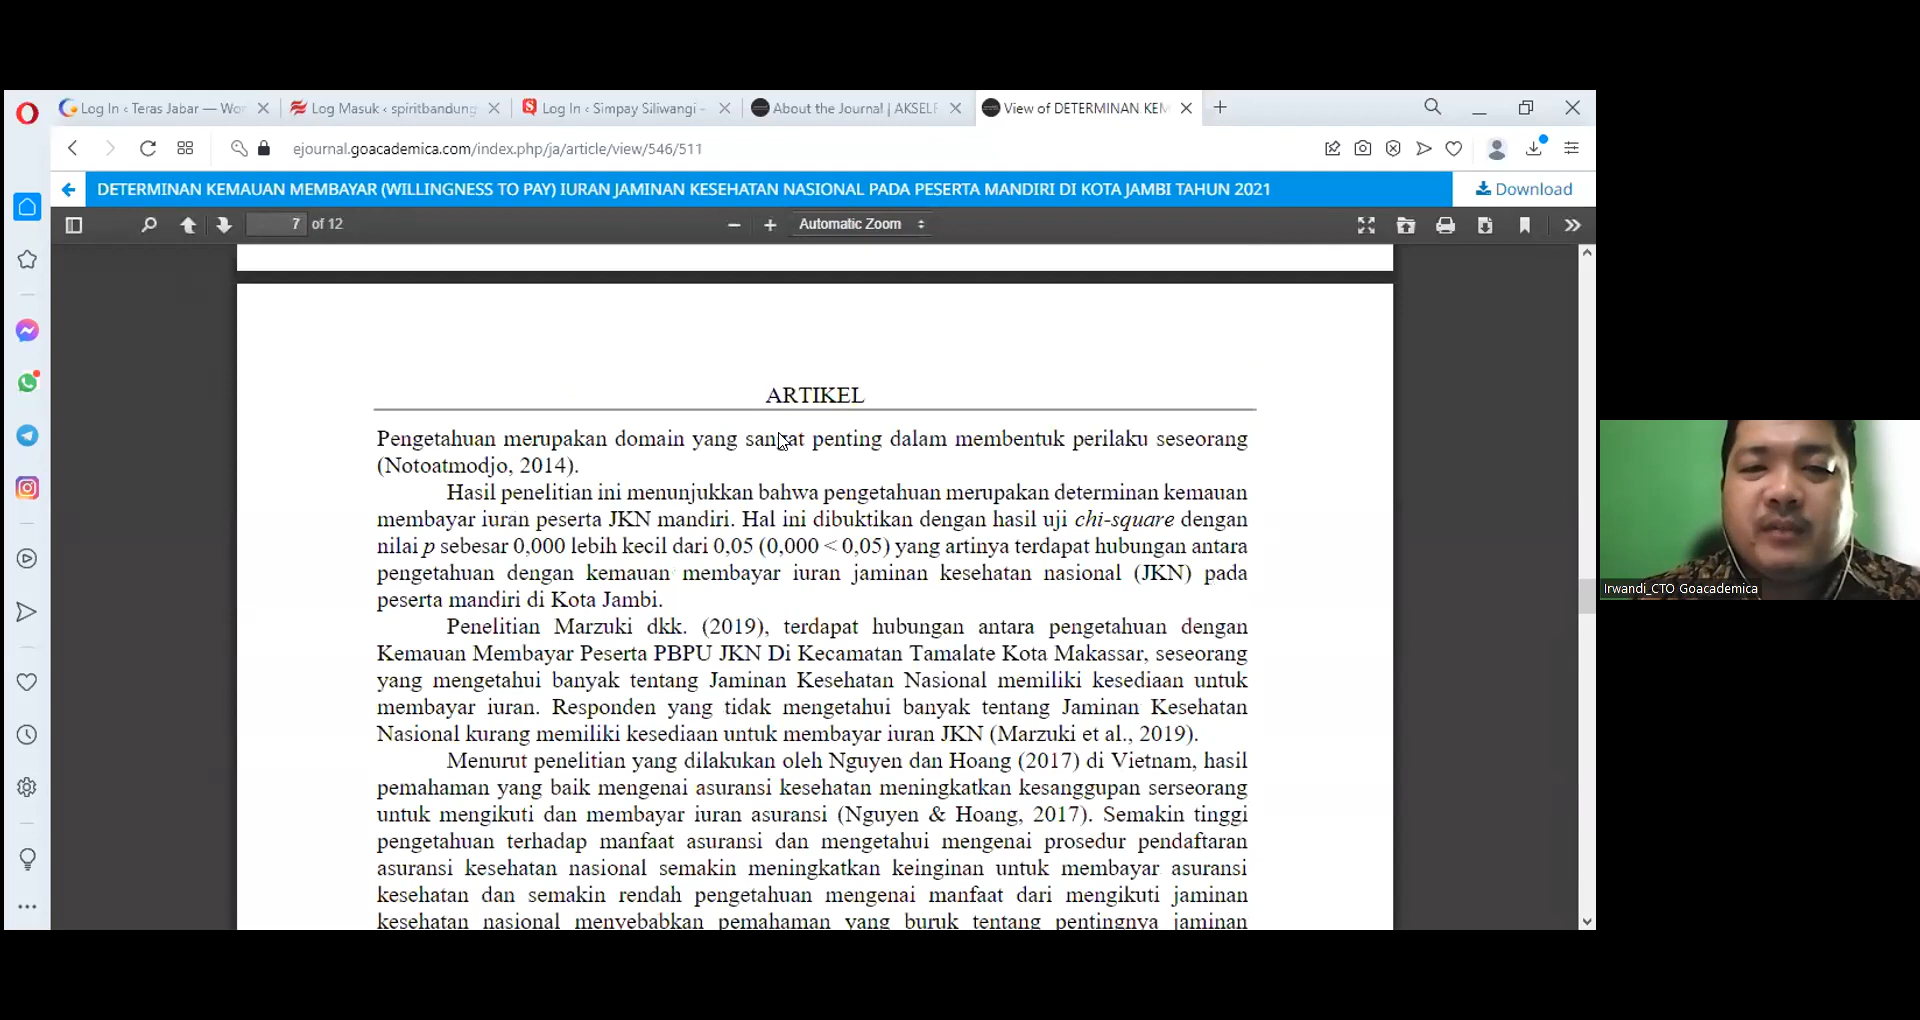 Log In ‹ Teras Jabar — Wor
Log Masuk ‹ spiritbandung
Log In ‹ Simpay Siliwangi –
About the Journal | AKSELE
View of DETERMINAN KEM
ejournal.goacademica.com/index.php/ja/article/view/546/511
DETERMINAN KEMAUAN MEMBAYAR (WILLINGNESS TO PAY) IURAN JAMINAN KESEHATAN NASIONAL PADA PESERTA MANDIRI DI KOTA JAMBI TAHUN 2021
Download
7 of 12
Automatic Zoom
ARTIKEL
Pengetahuan merupakan domain yang sangat penting dalam membentuk perilaku seseorang
(Notoatmodjo, 2014).
Hasil penelitian ini menunjukkan bahwa pengetahuan merupakan determinan kemauan
membayar iuran peserta JKN mandiri. Hal ini dibuktikan dengan hasil uji chi-square dengan
nilai p sebesar 0,000 lebih kecil dari 0,05 (0,000 < 0,05) yang artinya terdapat hubungan antara
pengetahuan dengan kemauan membayar iuran jaminan kesehatan nasional (JKN) pada
peserta mandiri di Kota Jambi.
Penelitian Marzuki dkk. (2019), terdapat hubungan antara pengetahuan dengan
Kemauan Membayar Peserta PBPU JKN Di Kecamatan Tamalate Kota Makassar, seseorang
yang mengetahui banyak tentang Jaminan Kesehatan Nasional memiliki kesediaan untuk
membayar iuran. Responden yang tidak mengetahui banyak tentang Jaminan Kesehatan
Nasional kurang memiliki kesediaan untuk membayar iuran JKN (Marzuki et al., 2019).
Menurut penelitian yang dilakukan oleh Nguyen dan Hoang (2017) di Vietnam, hasil
pemahaman yang baik mengenai asuransi kesehatan meningkatkan kesanggupan serseorang
untuk mengikuti dan membayar iuran asuransi (Nguyen & Hoang, 2017). Semakin tinggi
pengetahuan terhadap manfaat asuransi dan mengetahui mengenai prosedur pendaftaran
asuransi kesehatan nasional semakin meningkatkan keinginan untuk membayar asuransi
kesehatan dan semakin rendah pengetahuan mengenai manfaat dari mengikuti jaminan
kesehatan nasional menyebabkan pemahaman yang buruk tentang pentingnya jaminan
Irwandi_CTO Goacademica